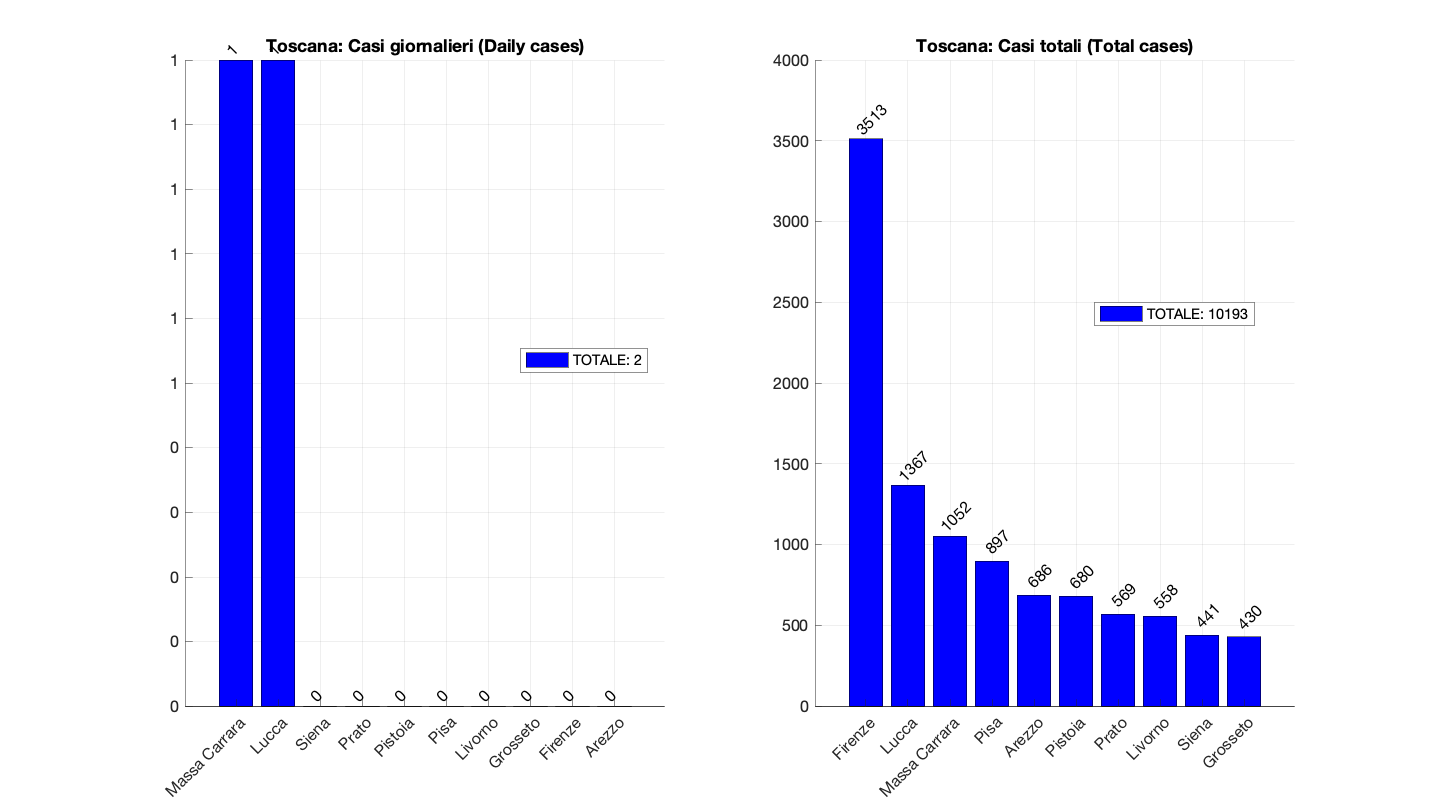 Toscana: Casi giornalieri (Daily cases)
1
1
1
1
1
1
1
1
0
0
0
0
0
TOTALE: 2
0
0
0
0
0
0
0
0
Massa Carrara
Lucca
Siena
Prato
Pistoia
Pisa
Livorno
Grosseto
Firenze
Arezzo
Toscana: Casi totali (Total cases)
4000
3500
3000
2500
2000
1500
1000
500
0
TOTALE: 10193
3513
1367
1052
897
686
680
569
558
441
430
Firenze
Lucca
Massa Carrara
Pisa
Arezzo
Pistoia
Prato
Livorno
Siena
Grosseto